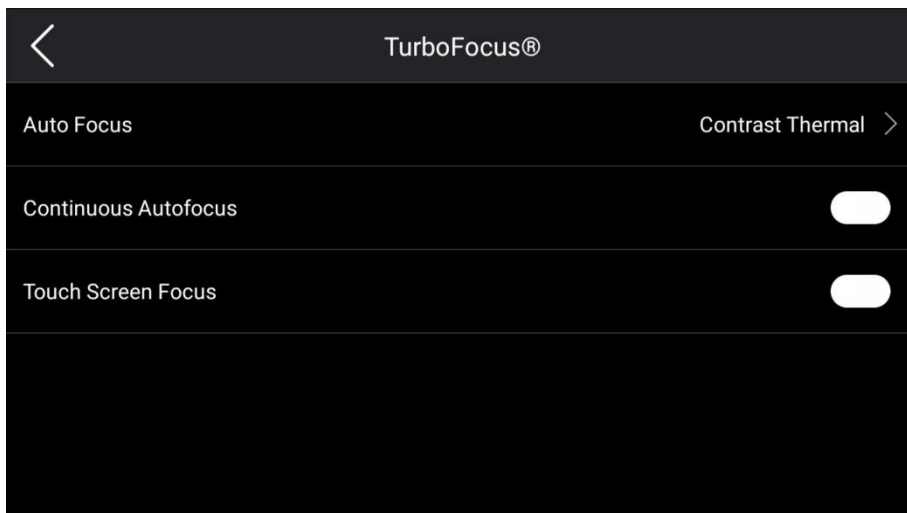 TurboFocus®
Auto Focus
Contrast Thermal
Continuous Autofocus
Touch Screen Focus